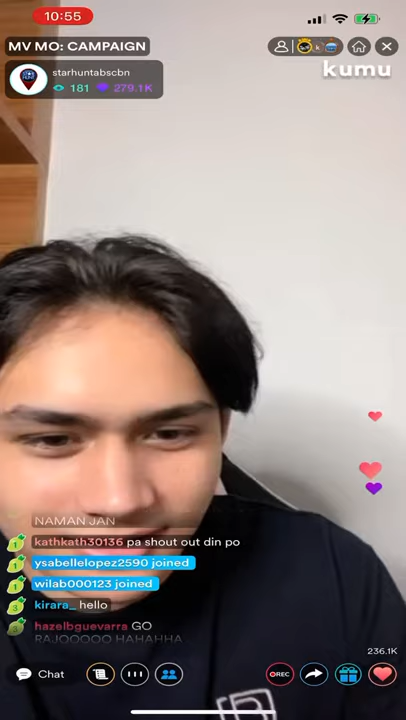 10:55
MV MO: CAMPAIGN
kumu
starhuntabscbn
181 279.1K
NAMAN JAN
kathkath30136 pa shout out din po
ysabellelopez2590 joined
wilab000123 joined
kirara_ hello
hazelbguevarra GO
RAJOOOOO HAHAHHA
236.1K
Chat
REC